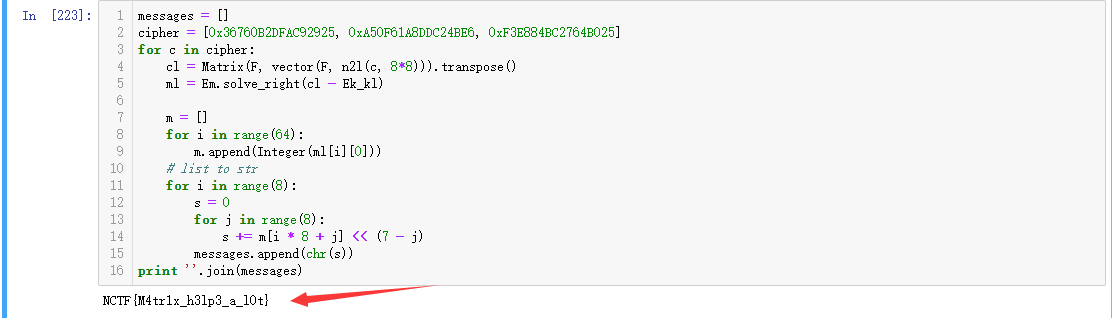 In [223]:
1 messages = []
2 cipher = [0x36760B2DFAC92925, 0xA50F61A8DDC24BE6, 0xF3E884BC2764B025]
3 for c in cipher:
4     cl = Matrix(F, vector(F, n2l(c, 8*8))).transpose()
5     ml = Em.solve_right(cl - Ek_kl)
6
7     m = []
8     for i in range(64):
9         m.append(Integer(ml[i][0]))
10     # list to str
11     for i in range(8):
12         s = 0
13         for j in range(8):
14             s += m[i * 8 + j] << (7 - j)
15         messages.append(chr(s))
16 print ''.join(messages)
NCTF{M4tr1x_h3lp3_a_l0t}